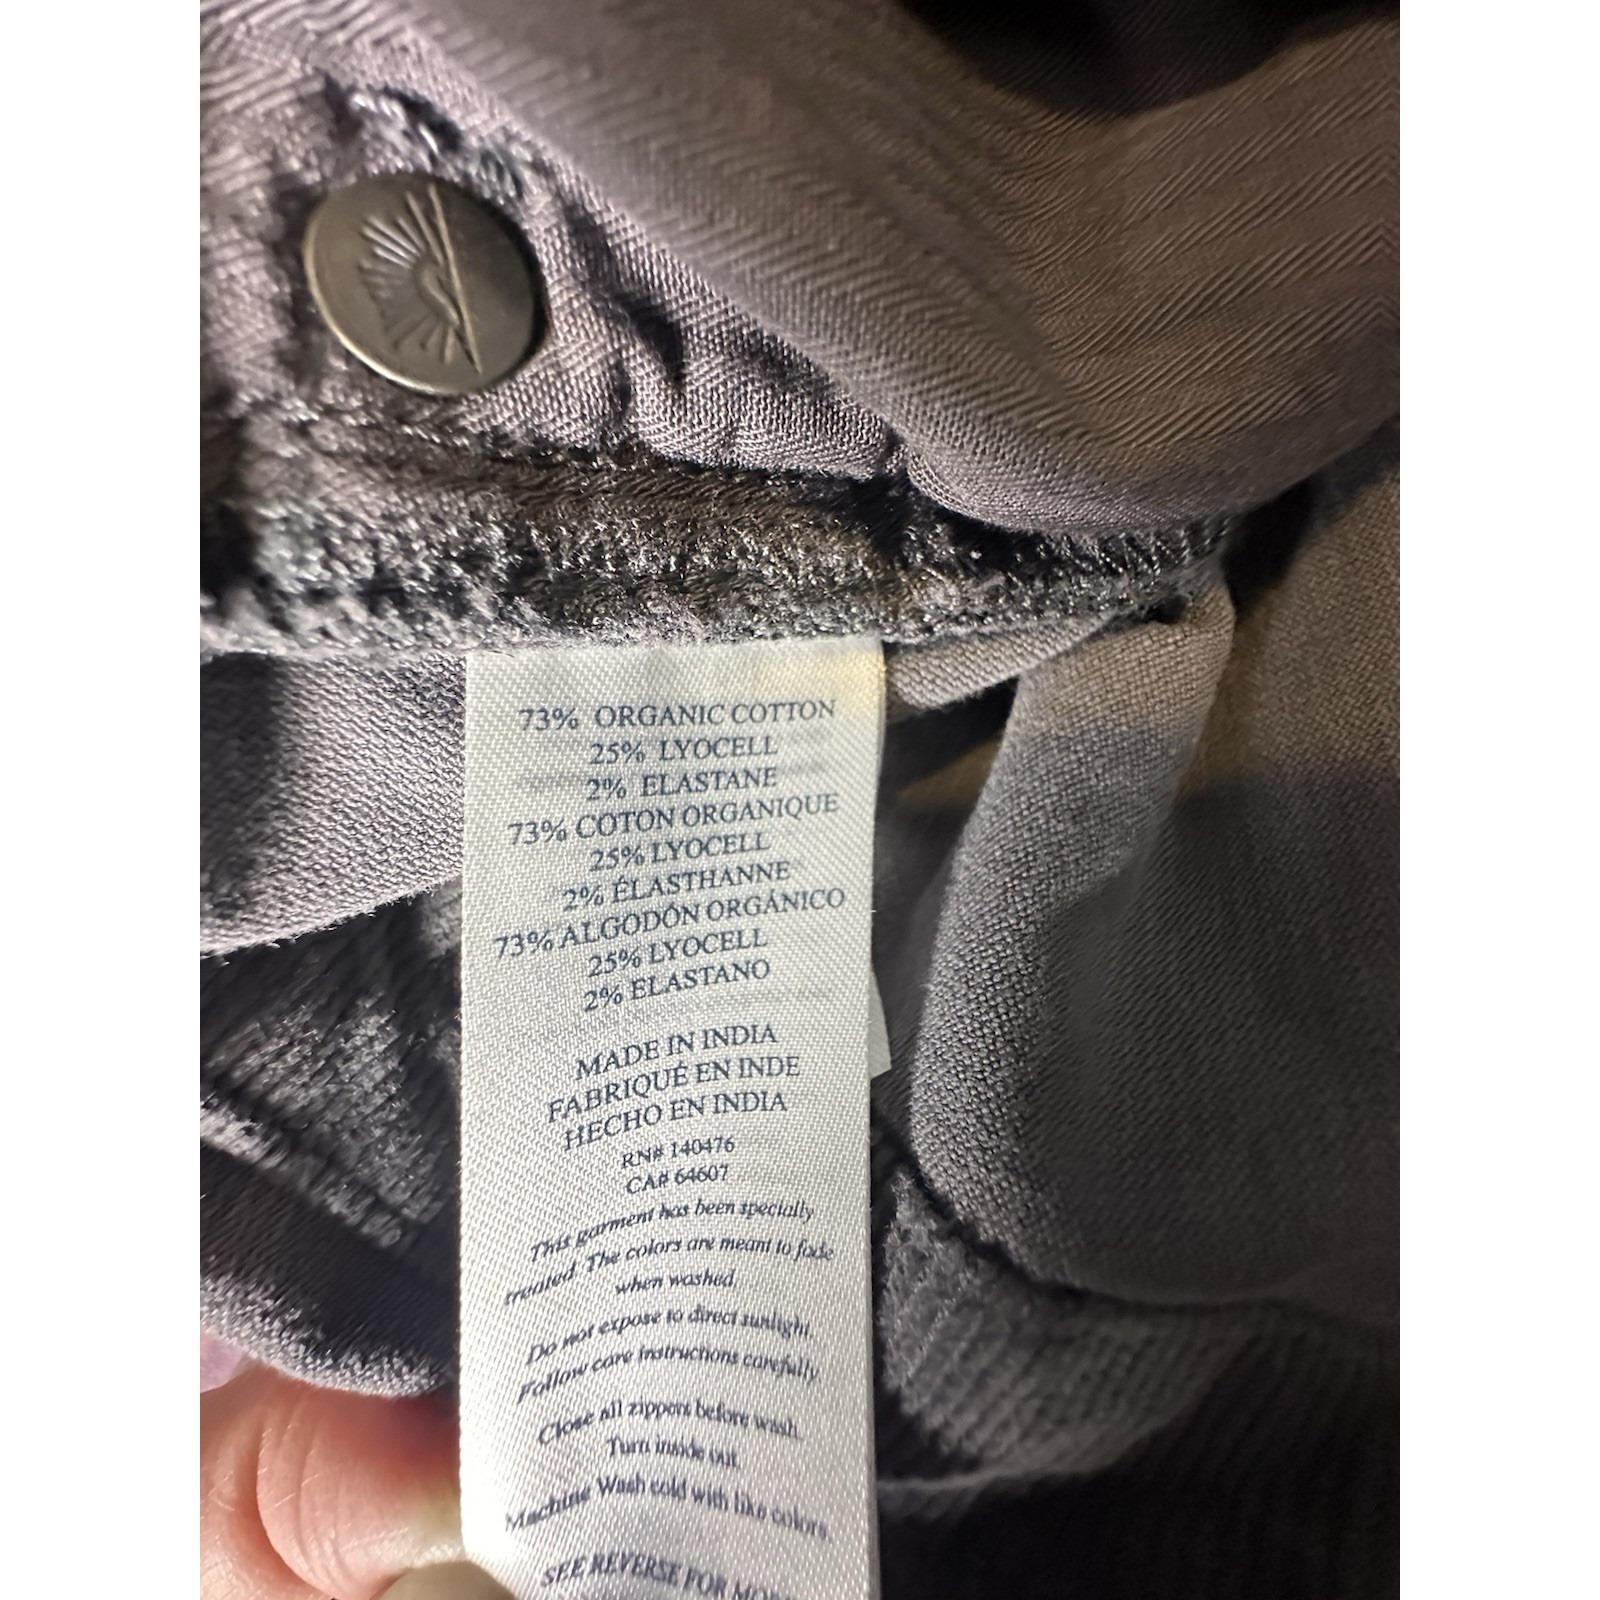 73% ORGANIC COTTON
25% LYOCELL
2% ELASTANE
73% COTON ORGANIQUE
25% LYOCELL
2% ÉLASTHANNE
73% ALGODÓN ORGÁNICO
25% LYOCELL
2% ELASTANO
MADE IN INDIA
FABRIQUÉ EN INDE
HECHO EN INDIA
RN# 140476
CA# 64607
This garment has been specially
treated. The colors are meant to fade
when washed.
Do not expose to direct sunlight.
Follow care instructions carefully
Close all zippers before wash.
Turn inside out.
Machine Wash cold with like colors.
SEE REVERSE FOR